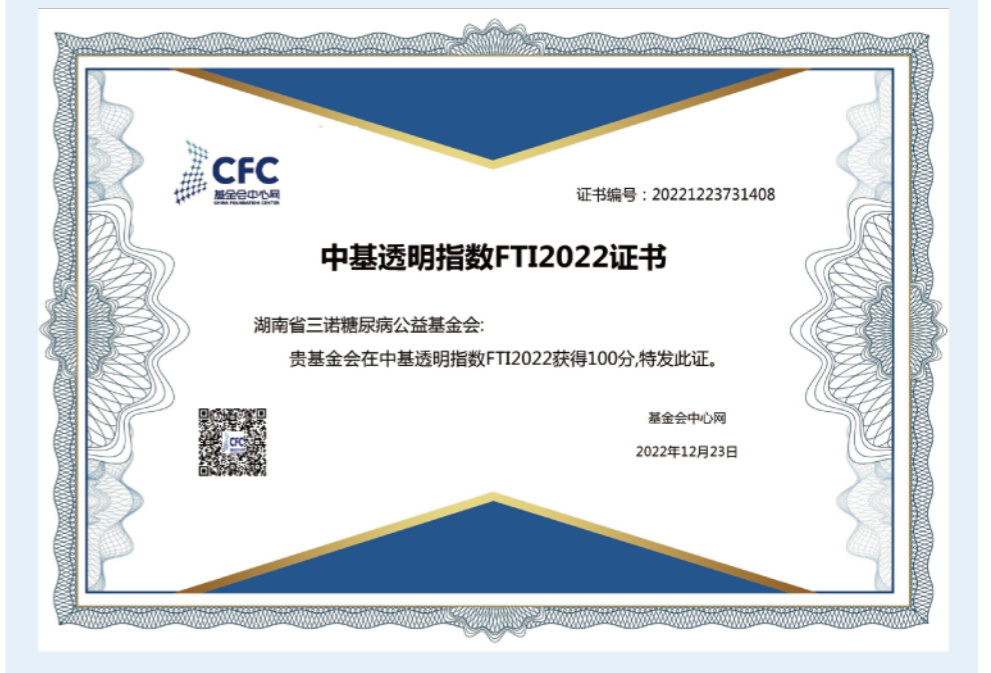 CFC
基金会中心网
CHINA FOUNDATION CENTER
证书编号：20221223731408
中基透明指数FTI2022证书
湖南省三诺糖尿病公益基金会:
贵基金会在中基透明指数FTI2022获得100分,特发此证。
CFC
基金会中心网
2022年12月23日